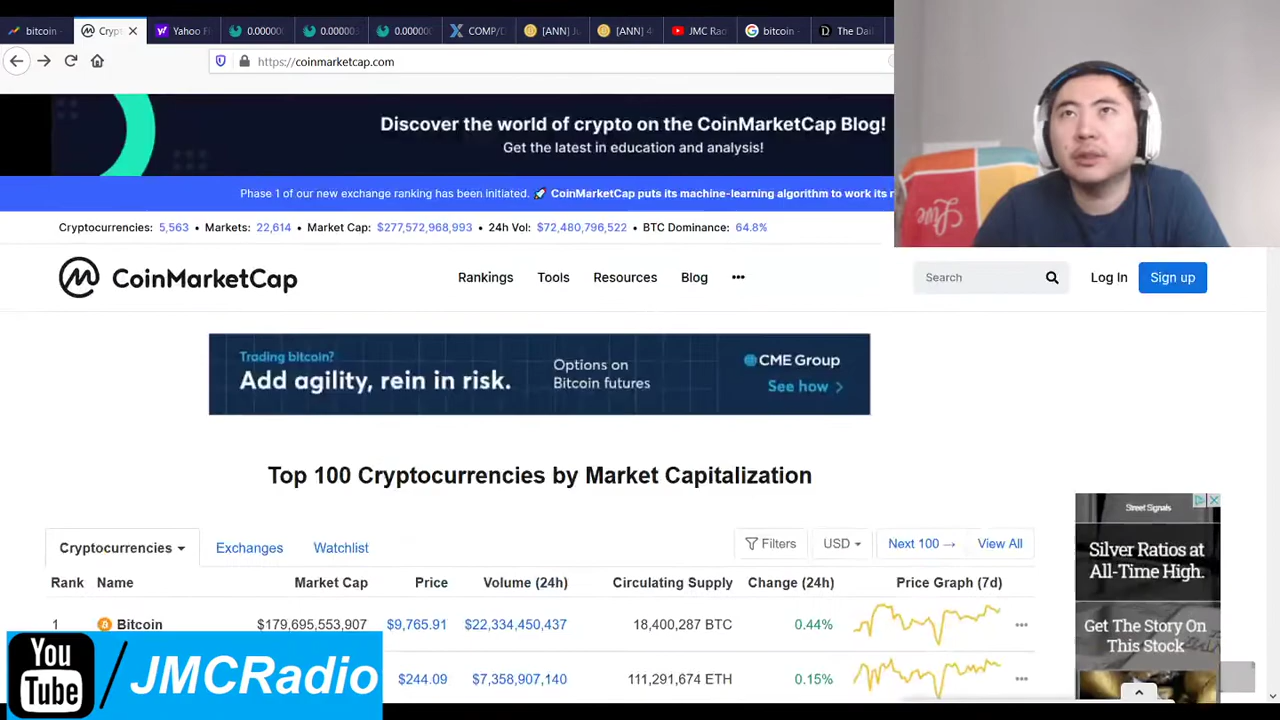 bitcoin
Crypt
Yahoo F
0.00000
0.000003
0.00000
COMP/D
[ANN] J
[ANN] 4
JMC Rad
bitcoin
The Dail
https://coinmarketcap.com
Discover the world of crypto on the CoinMarketCap Blog!
Get the latest in education and analysis!
Phase 1 of our new exchange ranking has been initiated. 🚀 CoinMarketCap puts its machine-learning algorithm to work its
Cryptocurrencies: 5,563 • Markets: 22,614 • Market Cap: $277,572,968,993 • 24h Vol: $72,480,796,522 • BTC Dominance: 64.8%
CoinMarketCap
Rankings Tools Resources Blog •••
Search
Log In
Sign up
Trading bitcoin?
Add agility, rein in risk.
Options on
Bitcoin futures
CME Group
See how >
Live
Top 100 Cryptocurrencies by Market Capitalization
Cryptocurrencies Exchanges Watchlist
Filters USD Next 100 → View All
Rank Name Market Cap Price Volume (24h) Circulating Supply Change (24h) Price Graph (7d)
1 Bitcoin $179,695,553,907 $9,765.91 $22,334,450,437 18,400,287 BTC 0.44%
$244.09 $7,358,907,140 111,291,674 ETH 0.15%
Street Signals
Silver Ratios at
All-Time High.
Get The Story On
This Stock
You
Tube
/JMCRadio